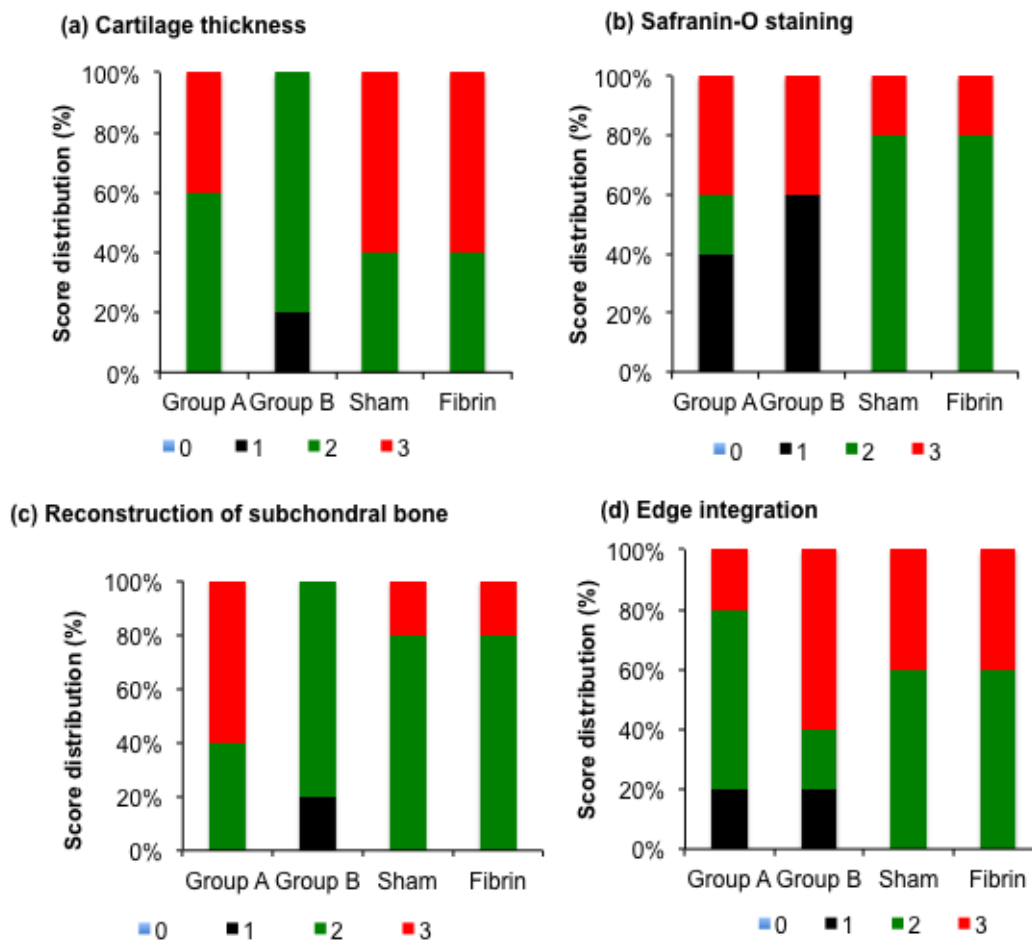 (a) Cartilage thickness
Score distribution (%)
100%
80%
60%
40%
20%
0%
Group A Group B Sham Fibrin
0 1 2 3
(b) Safranin-O staining
Score distribution (%)
100%
80%
60%
40%
20%
0%
Group A Group B Sham Fibrin
0 1 2 3
(c) Reconstruction of subchondral bone
Score distribution (%)
100%
80%
60%
40%
20%
0%
Group A Group B Sham Fibrin
0 1 2 3
(d) Edge integration
Score distribution (%)
100%
80%
60%
40%
20%
0%
Group A Group B Sham Fibrin
0 1 2 3